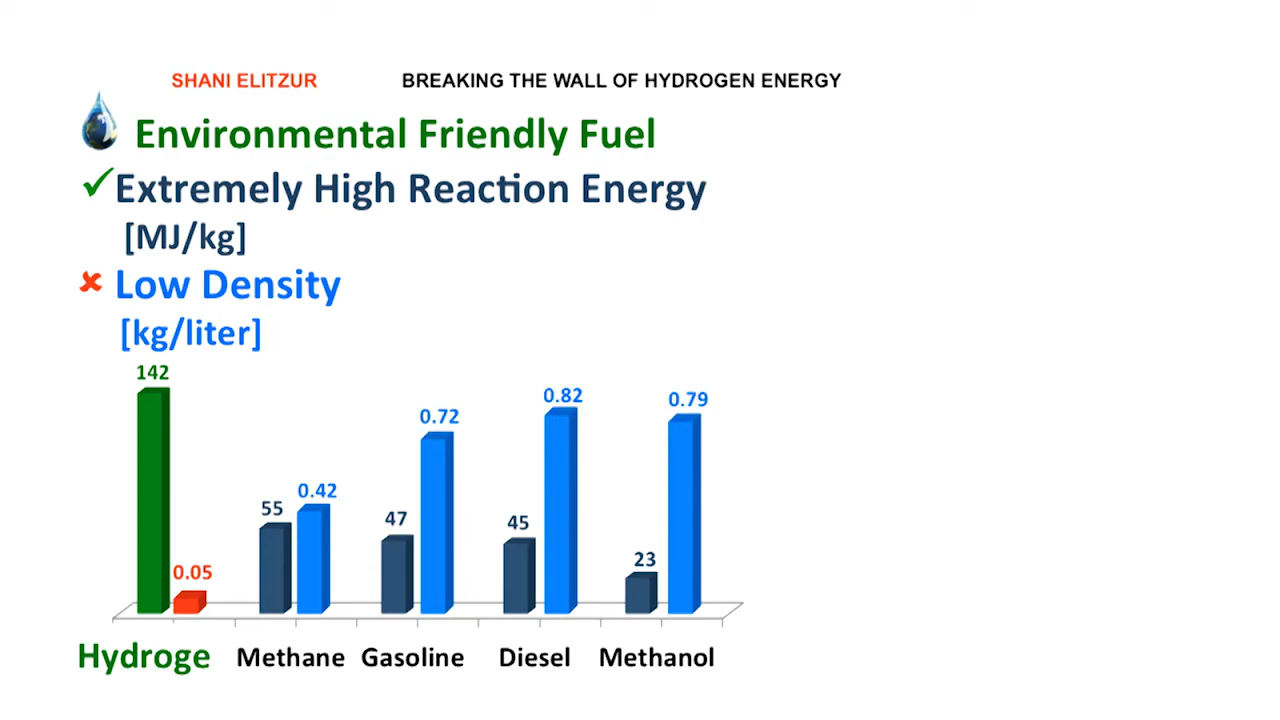 SHANI ELITZUR BREAKING THE WALL OF HYDROGEN ENERGY
Environmental Friendly Fuel
Extremely High Reaction Energy
[MJ/kg]
Low Density
[kg/liter]
142
0.05
55
0.42
47
0.72
45
0.82
23
0.79
Hydroge Methane Gasoline Diesel Methanol